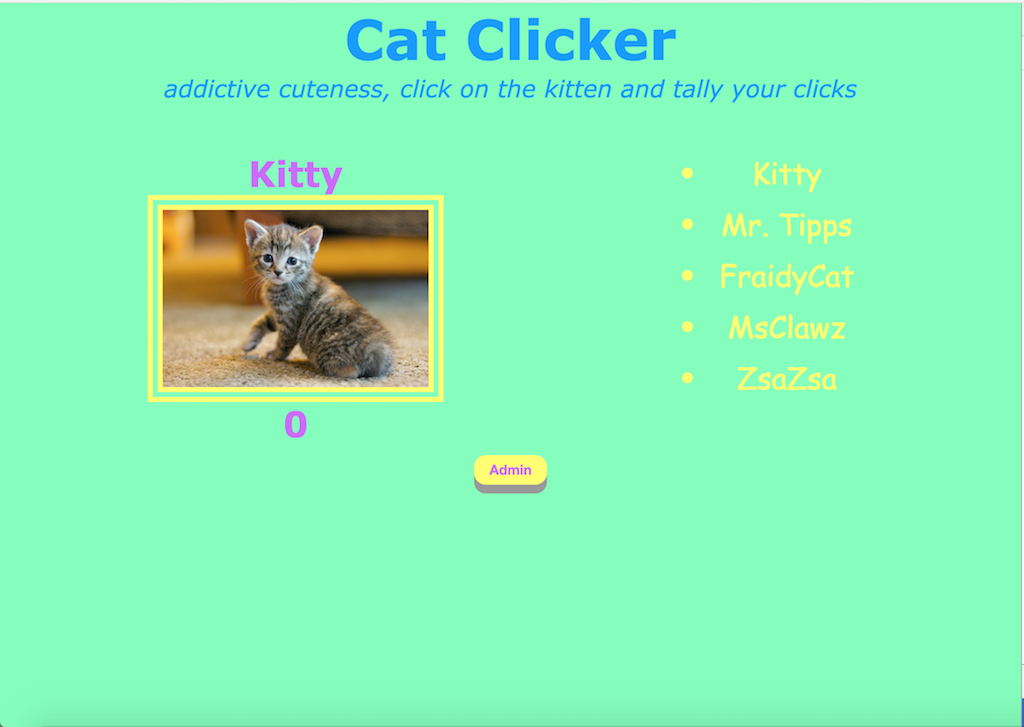 Cat Clicker
addictive cuteness, click on the kitten and tally your clicks
Kitty
0
Kitty
Mr. Tipps
FraidyCat
MsClawz
ZsaZsa
Admin